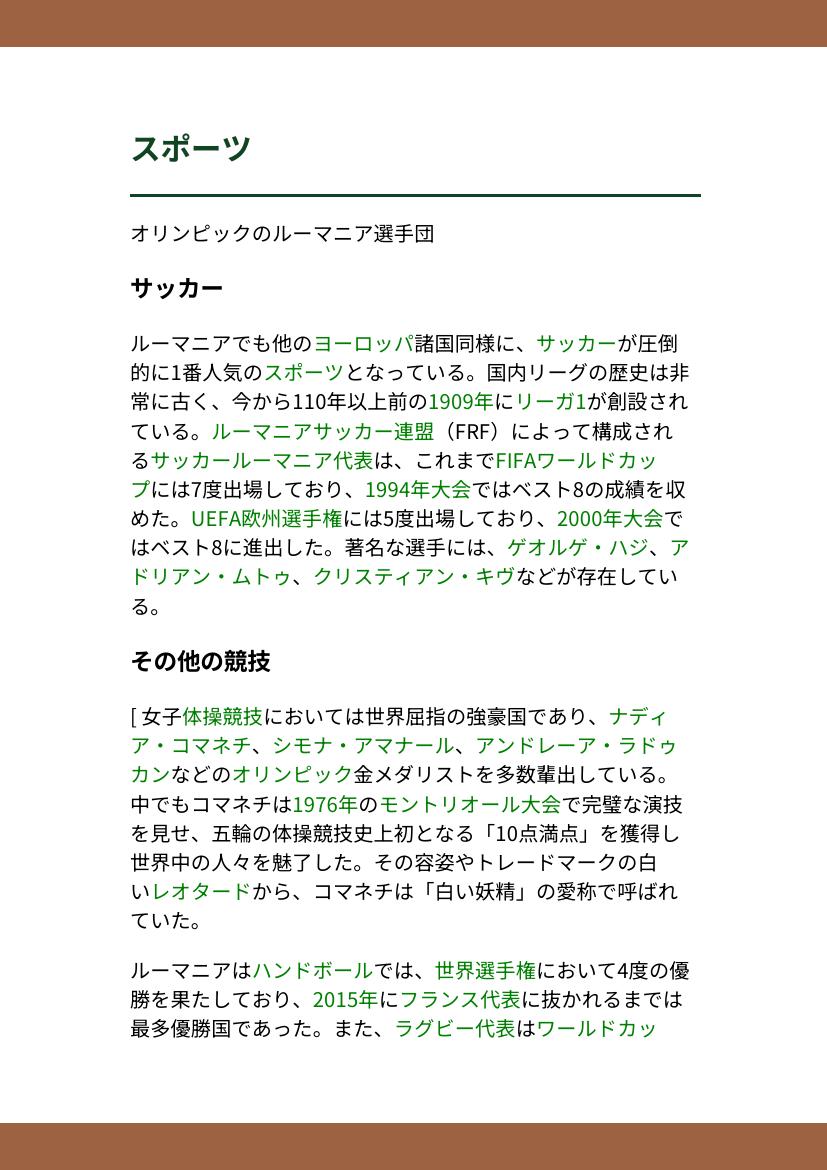 スポーツ
オリンピックのルーマニア選手団
サッカー
ルーマニアでも他のヨーロッパ諸国同様に、サッカーが圧倒
的に1番人気のスポーツとなっている。国内リーグの歴史は非
常に古く、今から110年以上前の1909年にリーガ1が創設され
ている。ルーマニアサッカー連盟（FRF）によって構成され
るサッカールーマニア代表は、これまでFIFAワールドカッ
プには7度出場しており、1994年大会ではベスト8の成績を収
めた。UEFA欧州選手権には5度出場しており、2000年大会で
はベスト8に進出した。著名な選手には、ゲオルゲ・ハジ、ア
ドリアン・ムトゥ、クリスティアン・キヴなどが存在してい
る。
その他の競技
[ 女子体操競技においては世界屈指の強豪国であり、ナディ
ア・コマネチ、シモナ・アマナール、アンドレーア・ラドゥ
カンなどのオリンピック金メダリストを多数輩出している。
中でもコマネチは1976年のモントリオール大会で完璧な演技
を見せ、五輪の体操競技史上初となる「10点満点」を獲得し
世界中の人々を魅了した。その容姿やトレードマークの白
いレオタードから、コマネチは「白い妖精」の愛称で呼ばれ
ていた。
ルーマニアはハンドボールでは、世界選手権において4度の優
勝を果たしており、2015年にフランス代表に抜かれるまでは
最多優勝国であった。また、ラグビー代表はワールドカッ